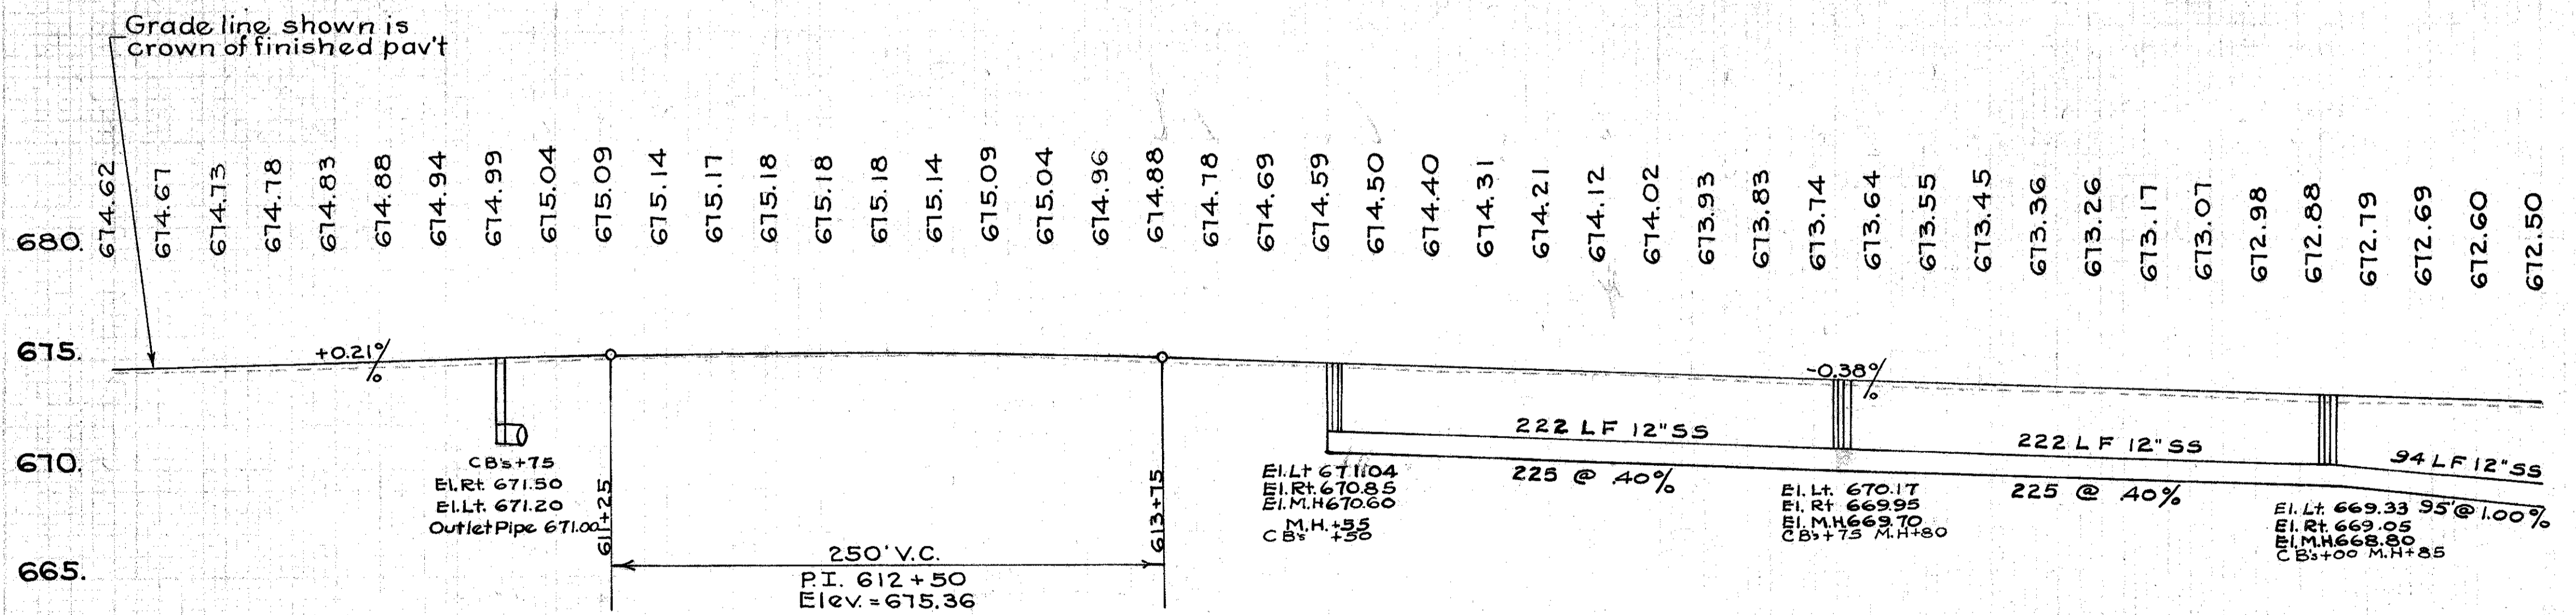 Grade line shown is
crown of finished pav't
674.62
674.67
674.73
674.78
674.83
674.88
674.94
674.99
675.04
675.09
675.14
675.17
675.18
675.18
675.18
675.14
675.09
675.04
674.96
674.88
674.78
674.69
674.59
674.50
674.40
674.31
674.21
674.12
674.02
673.93
673.83
673.74
673.64
673.55
673.45
673.36
673.26
673.17
673.07
672.98
672.88
672.79
672.69
672.60
672.50
680.
675.
+0.21%
-0.38%
670.
CB's+75
El.Rt. 671.50
El.Lt. 671.20
Outlet Pipe 671.00
611+25
613+75
222 LF 12"SS
225 @ .40%
El.Lt 671.04
El.Rt. 670.85
El.M.H 670.60
M.H.+55
CB's +50
222 LF 12"SS
225 @ .40%
El. Lt. 670.17
El. Rt 669.95
El. M.H 669.70
CB's+75 M.H+80
94 LF 12"SS
El. Lt. 669.33 95' @ 1.00%
El. Rt. 669.05
El.M.H. 668.80
CB's+00 M.H+85
665.
250' V.C.
P.I. 612+50
Elev. = 675.36